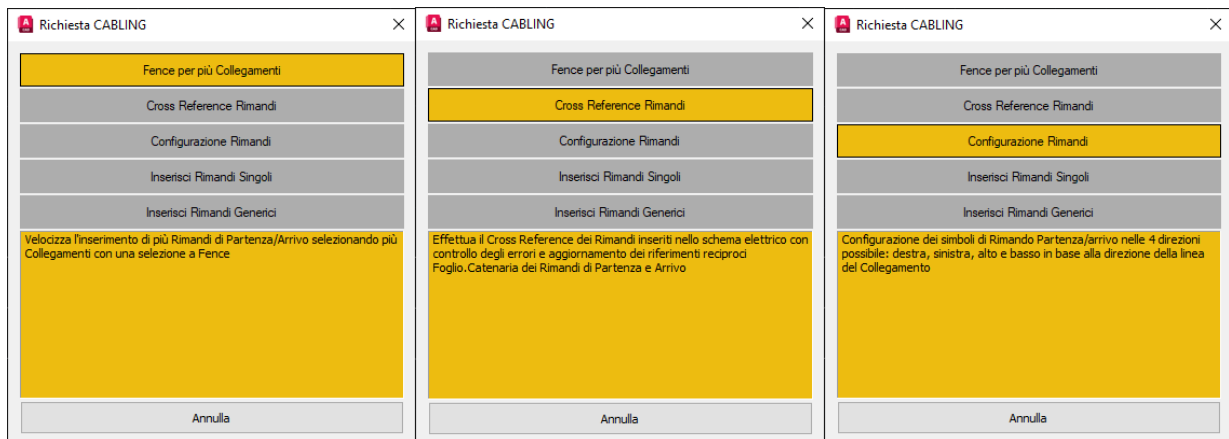 Richiesta CABLING
Fence per più Collegamenti
Cross Reference Rimandi
Configurazione Rimandi
Inserisci Rimandi Singoli
Inserisci Rimandi Generici
Velocizza l'inserimento di più Rimandi di Partenza/Arrivo selezionando più
Collegamenti con una selezione a Fence
Annulla
Richiesta CABLING
Fence per più Collegamenti
Cross Reference Rimandi
Configurazione Rimandi
Inserisci Rimandi Singoli
Inserisci Rimandi Generici
Effettua il Cross Reference dei Rimandi inseriti nello schema elettrico con
controllo degli errori e aggiornamento dei riferimenti reciproci
Foglio.Catenaria dei Rimandi di Partenza e Arrivo
Annulla
Richiesta CABLING
Fence per più Collegamenti
Cross Reference Rimandi
Configurazione Rimandi
Inserisci Rimandi Singoli
Inserisci Rimandi Generici
Configurazione dei simboli di Rimando Partenza/arrivo nelle 4 direzioni
possibile: destra, sinistra, alto e basso in base alla direzione della linea
del Collegamento
Annulla